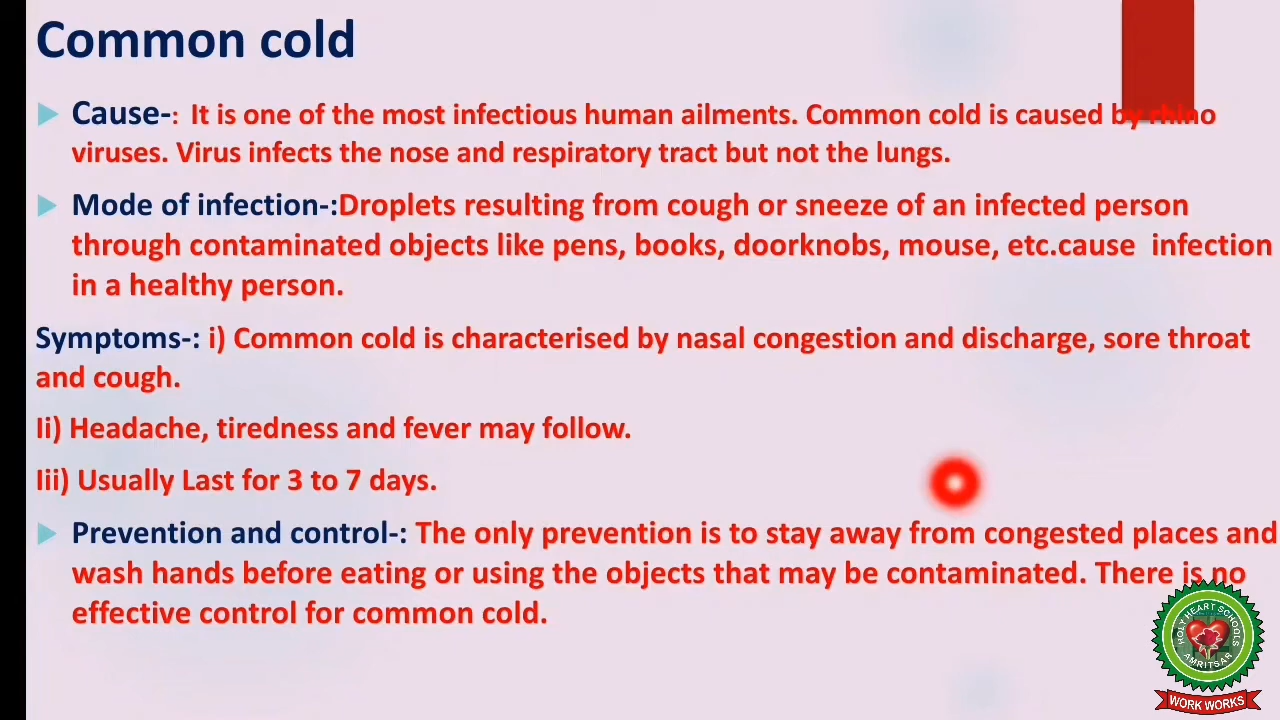 Common cold
Cause-: It is one of the most infectious human ailments. Common cold is caused by rhino
viruses. Virus infects the nose and respiratory tract but not the lungs.
Mode of infection-:Droplets resulting from cough or sneeze of an infected person
through contaminated objects like pens, books, doorknobs, mouse, etc.cause infection
in a healthy person.
Symptoms-: i) Common cold is characterised by nasal congestion and discharge, sore throat
and cough.
Ii) Headache, tiredness and fever may follow.
Iii) Usually Last for 3 to 7 days.
Prevention and control-: The only prevention is to stay away from congested places and
wash hands before eating or using the objects that may be contaminated. There is no
effective control for common cold.
HOLY HEART SCHOOLS
AMRITSAR
WORK WORKS